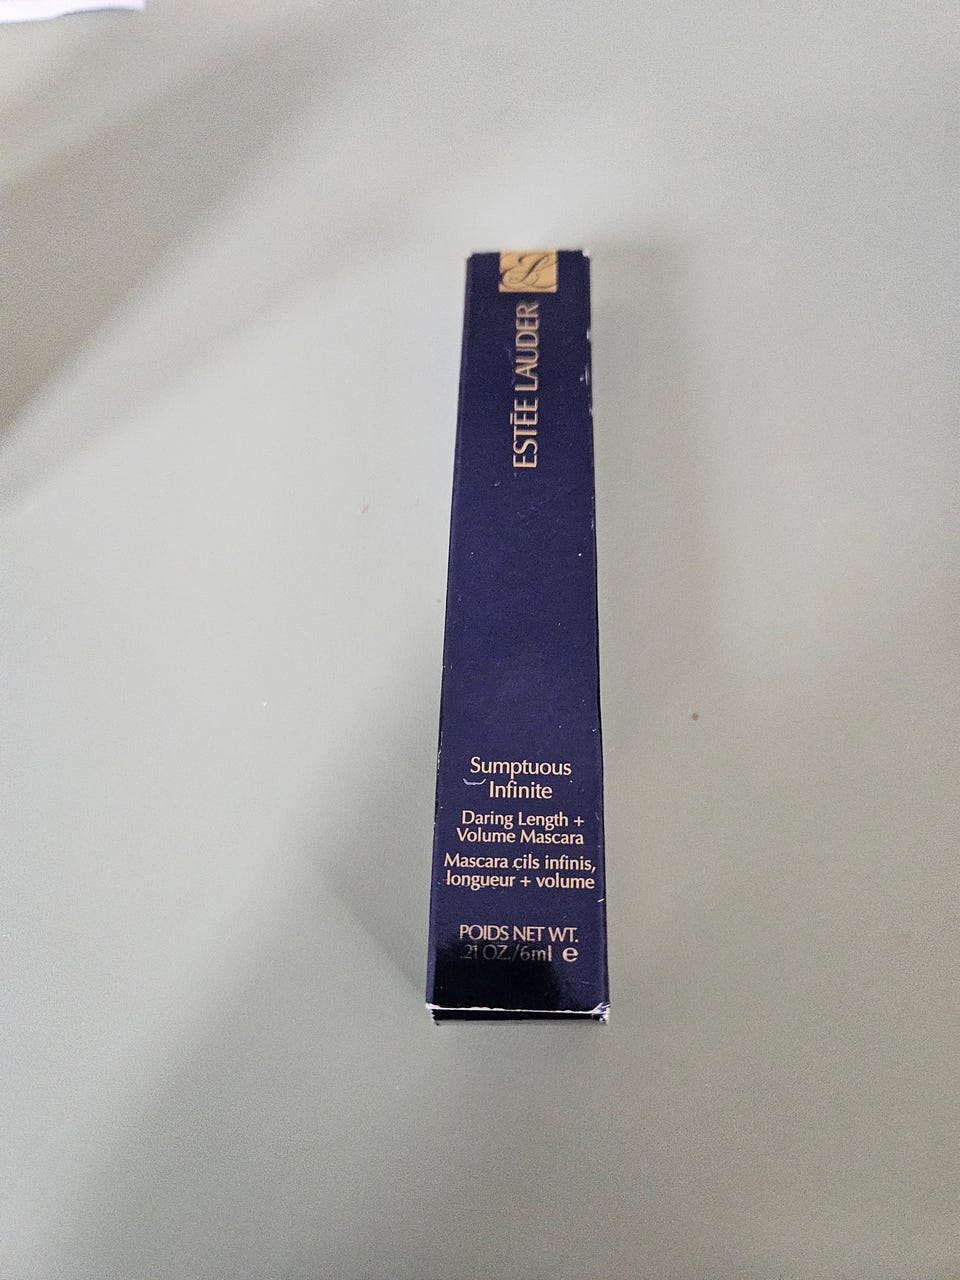 ESTĒE LAUDER
Sumptuous
Infinite
Daring Length +
Volume Mascara
Mascara cils infinis,
longueur + volume
POIDS NET WT.
.21 OZ./6ml e